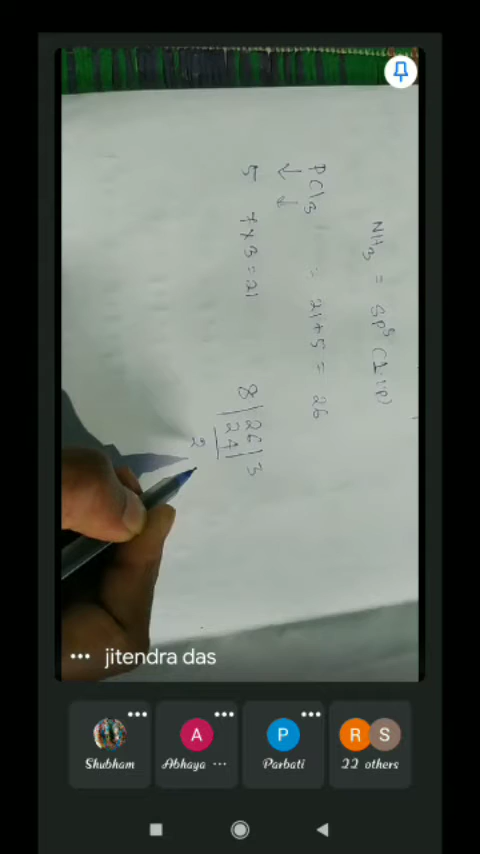 NH3 = SP3 (1 l.p)
PCl3 = 21+5 = 26
↓ ↓
5 7×3=21
8 | 26 | 3
24
2
jitendra das
Shubham
Abhaya ...
Parbati
R S
22 others
A
P